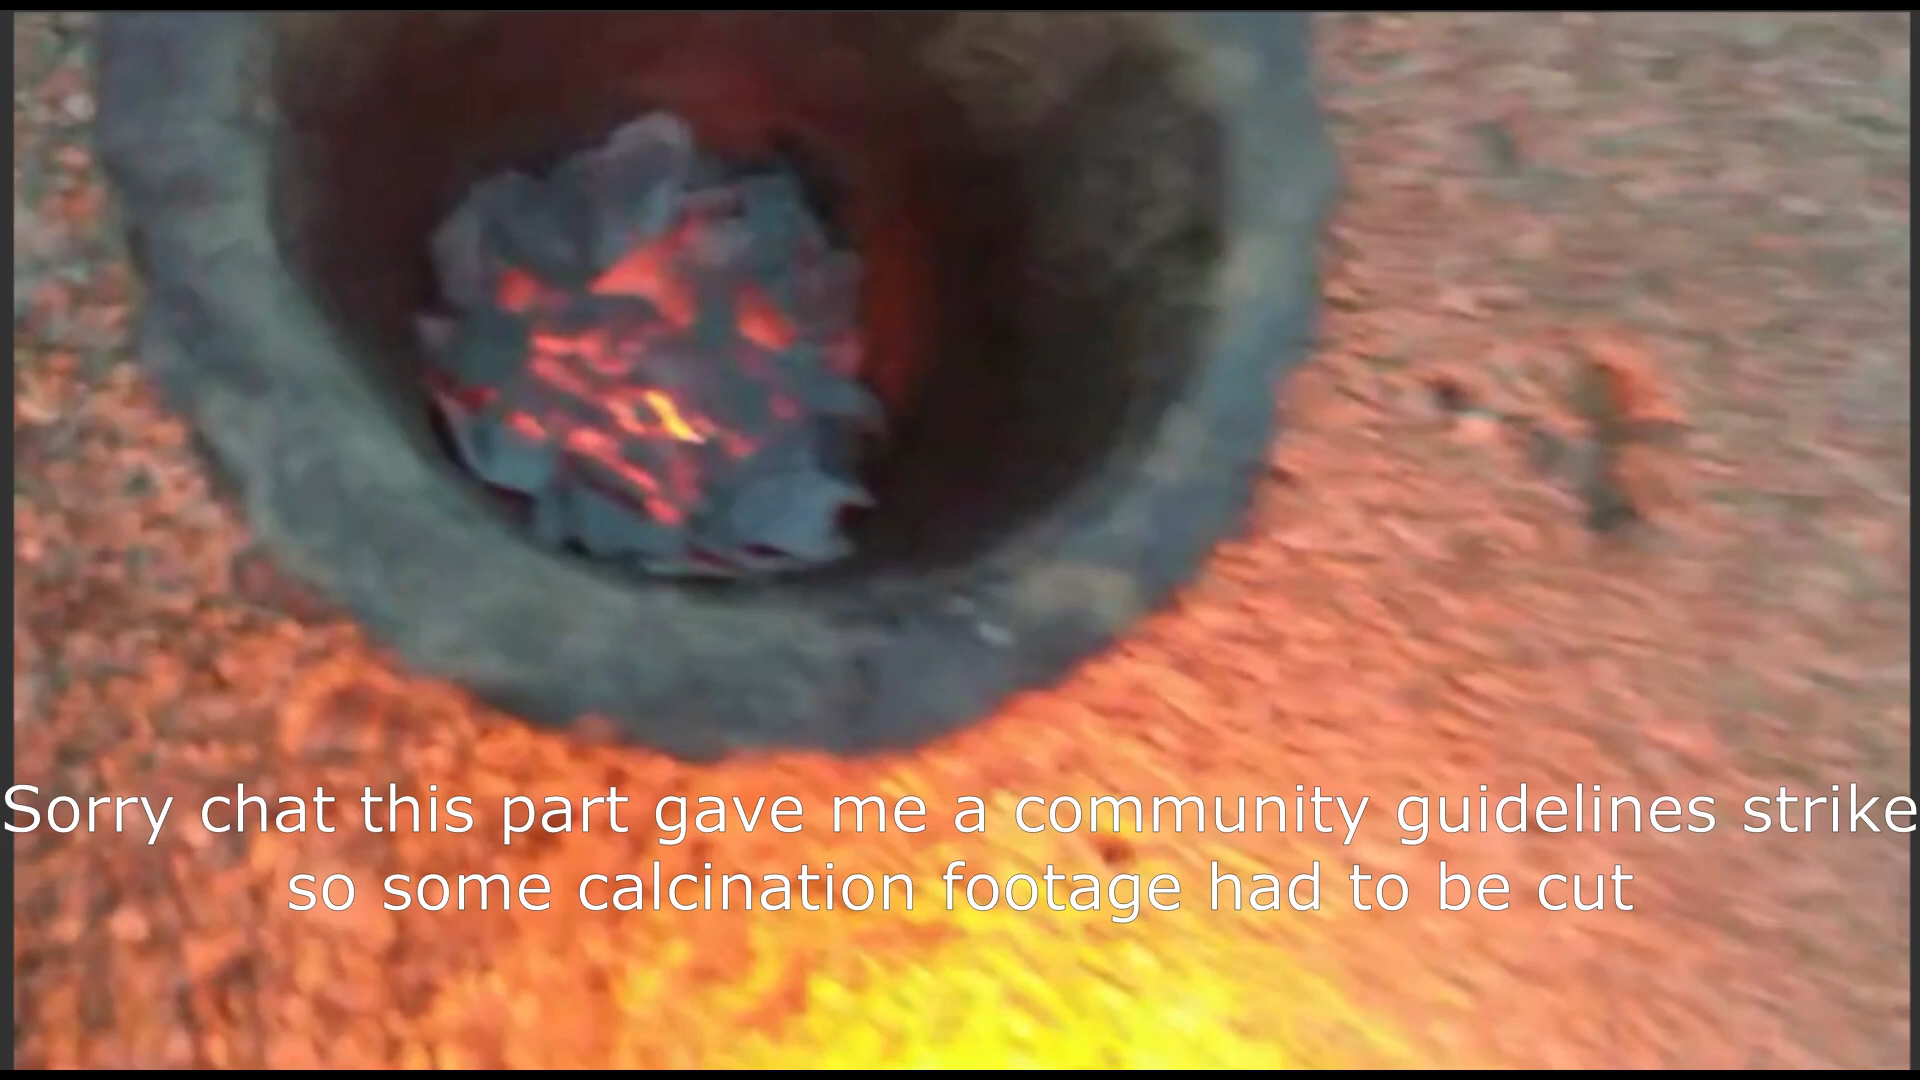 Sorry chat this part gave me a community guidelines strike
so some calcination footage had to be cut